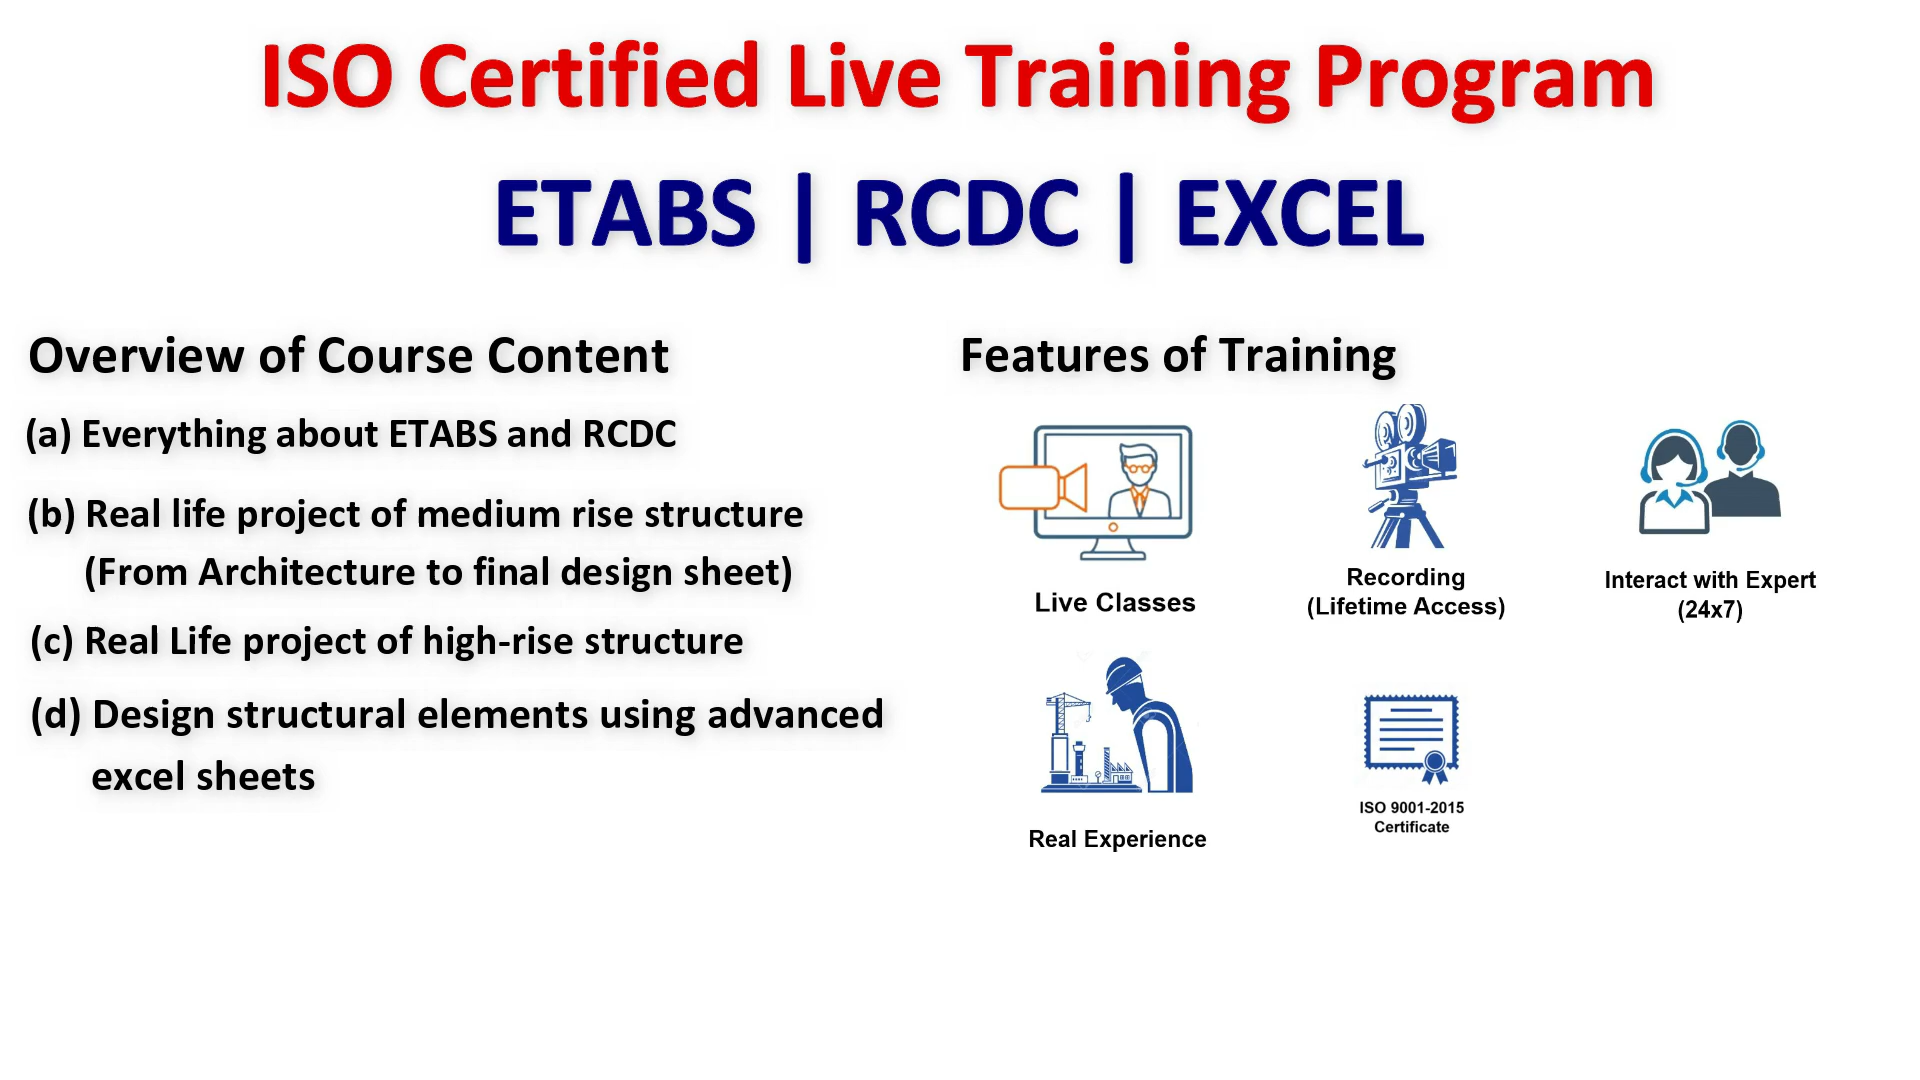 ISO Certified Live Training Program
ETABS | RCDC | EXCEL
Overview of Course Content
(a) Everything about ETABS and RCDC
(b) Real life project of medium rise structure
(From Architecture to final design sheet)
(c) Real Life project of high-rise structure
(d) Design structural elements using advanced
excel sheets
Features of Training
Live Classes
Recording
(Lifetime Access)
Interact with Expert
(24x7)
Real Experience
ISO 9001-2015
Certificate